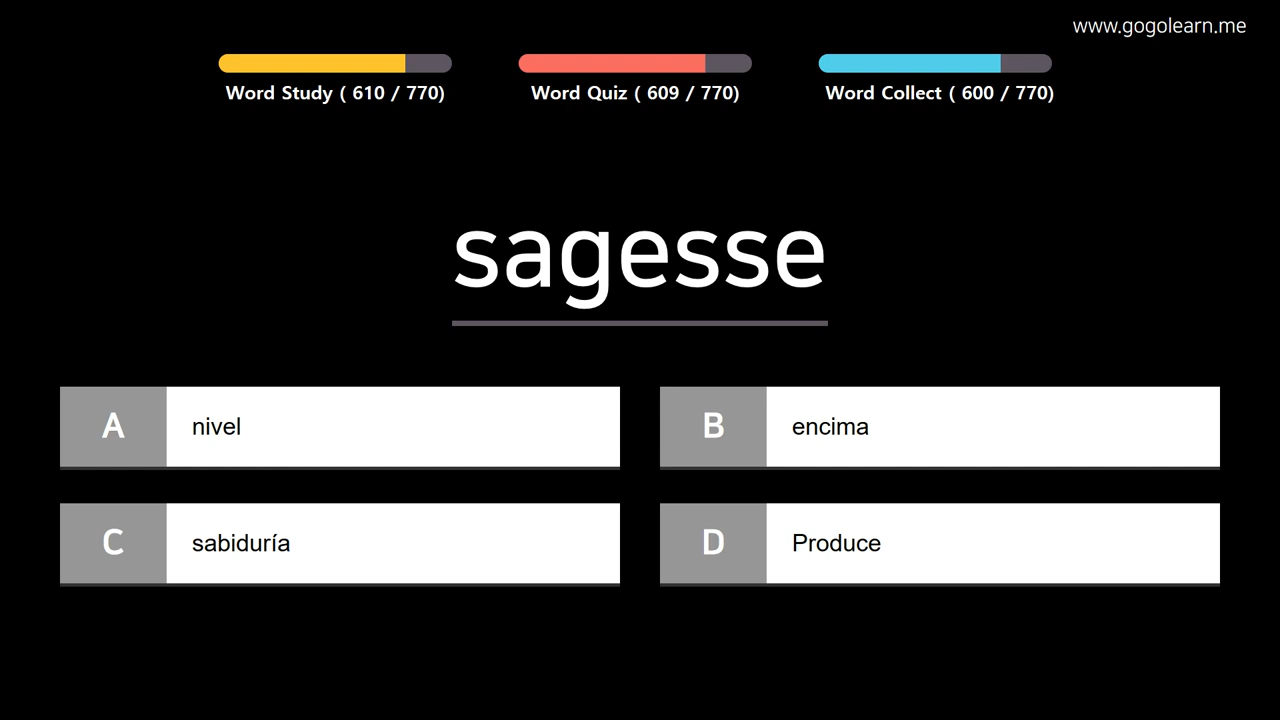 www.gogolearn.me
Word Study ( 610 / 770)
Word Quiz ( 609 / 770)
Word Collect ( 600 / 770)
sagesse
A nivel
B encima
C sabiduría
D Produce